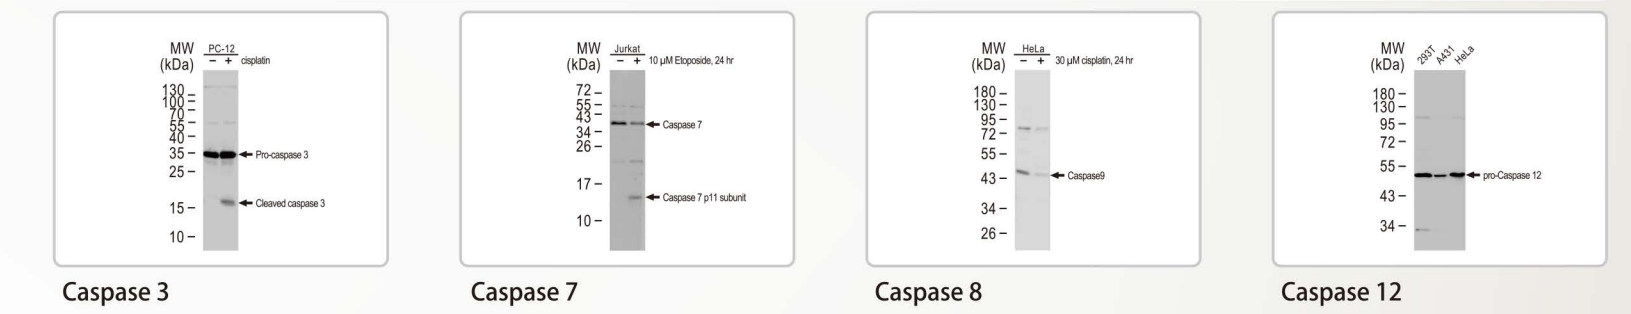 MW
(kDa)
PC-12
− + cisplatin
130
100
70
55
40
35
25
15
10
Pro-caspase 3
Cleaved caspase 3
Caspase 3
MW
(kDa)
Jurkat
− + 10 µM Etoposide, 24 hr
72
55
43
34
26
17
10
Caspase 7
Caspase 7 p11 subunit
Caspase 7
MW
(kDa)
HeLa
− + 30 µM cisplatin, 24 hr
180
130
95
72
55
43
34
26
Caspase9
Caspase 8
MW
(kDa)
293T A431 HeLa
180
130
95
72
55
43
34
pro-Caspase 12
Caspase 12